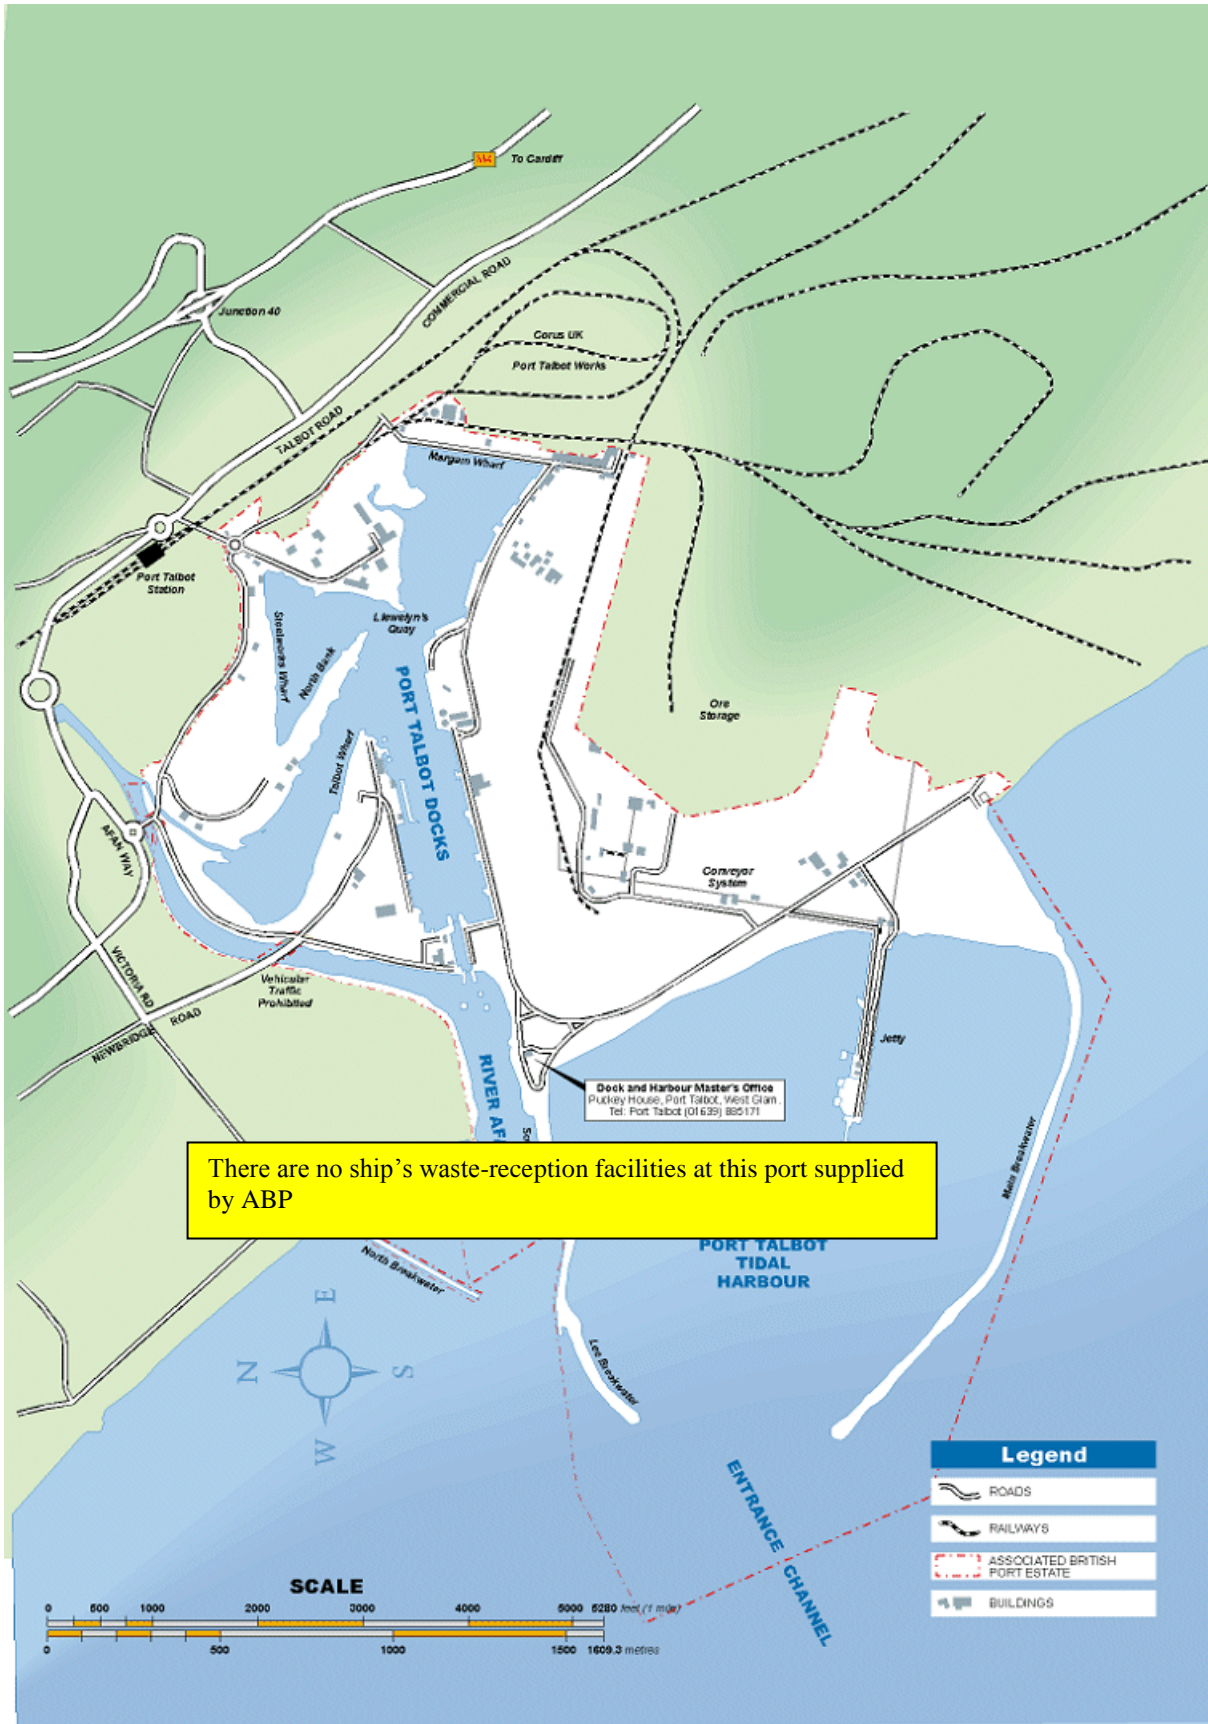 M4
To Cardiff
COMMERCIAL ROAD
Junction 40
Corus UK
Port Talbot Works
TALBOT ROAD
Margam Wharf
Port Talbot
Station
Steelworks Wharf
North Bank
Llewelyn's
Quay
Talbot Wharf
PORT TALBOT DOCKS
Ore
Storage
AFAN WAY
Conveyor
System
VICTORIA RD
NEWBRIDGE ROAD
Vehicular
Traffic
Prohibited
Jetty
RIVER AFA
Dock and Harbour Master's Office
Puckey House, Port Talbot, West Glam.
Tel: Port Talbot (01639) 885171
So
Main Breakwater
There are no ship's waste-reception facilities at this port supplied
by ABP
North Breakwater
PORT TALBOT
TIDAL
HARBOUR
Lee Breakwater
E
N
S
W
ENTRANCE CHANNEL
Legend
ROADS
RAILWAYS
ASSOCIATED BRITISH
PORT ESTATE
BUILDINGS
SCALE
0 500 1000 2000 3000 4000 5000 5280 feet (1 mile)
0 500 1000 1500 1609.3 metres